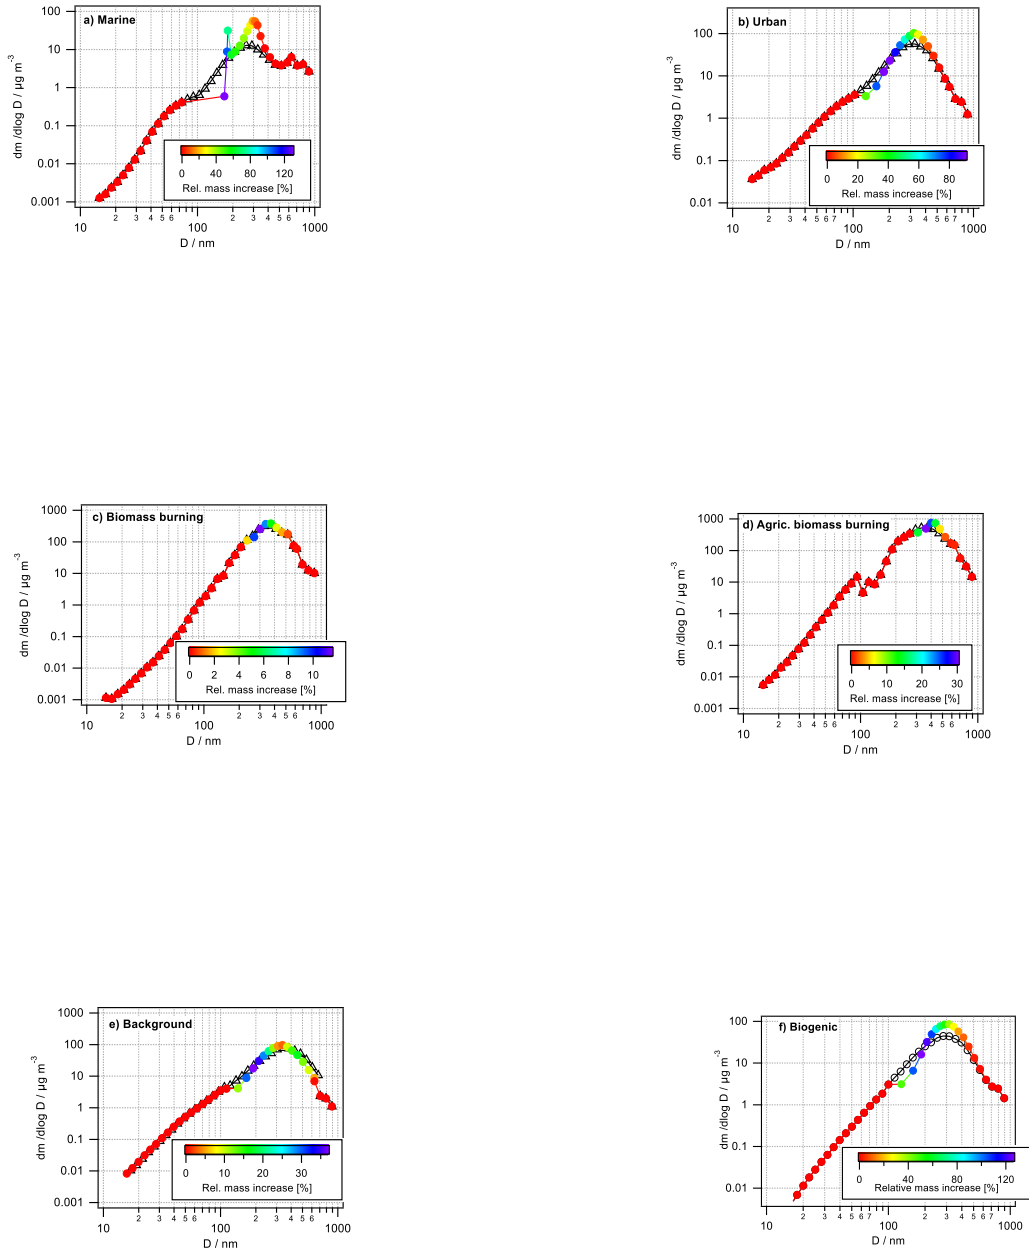 a) Marine
100
10
1
0.1
0.01
0.001
dm /dlog D / µg m-3
0 40 80 120
Rel. mass increase [%]
2 3 4 5 6 2 3 4 5 6
10 100 1000
D / nm
b) Urban
100
10
1
0.1
0.01
dm /dlog D / µg m-3
0 20 40 60 80
Rel. mass increase [%]
2 3 4 5 6 7 2 3 4 5 6 7
10 100 1000
D / nm
c) Biomass burning
1000
100
10
1
0.1
0.01
0.001
dm /dlog D / µg m-3
0 2 4 6 8 10
Rel. mass increase [%]
2 3 4 5 6 2 3 4 5 6
10 100 1000
D / nm
d) Agric. biomass burning
1000
100
10
1
0.1
0.01
0.001
dm /dlog D / µg m-3
0 10 20 30
Rel. mass increase [%]
2 3 4 5 6 2 3 4 5 6
10 100 1000
D / nm
e) Background
1000
100
10
1
0.1
0.01
0.001
dm /dlog D / µg m-3
0 10 20 30
Rel. mass increase [%]
2 3 4 5 6 2 3 4 5 6
10 100 1000
D / nm
f) Biogenic
100
10
1
0.1
0.01
dm /dlog D / µg m-3
0 40 80 120
Relative mass increase [%]
2 3 4 5 6 7 2 3 4 5 6 7
10 100 1000
D / nm